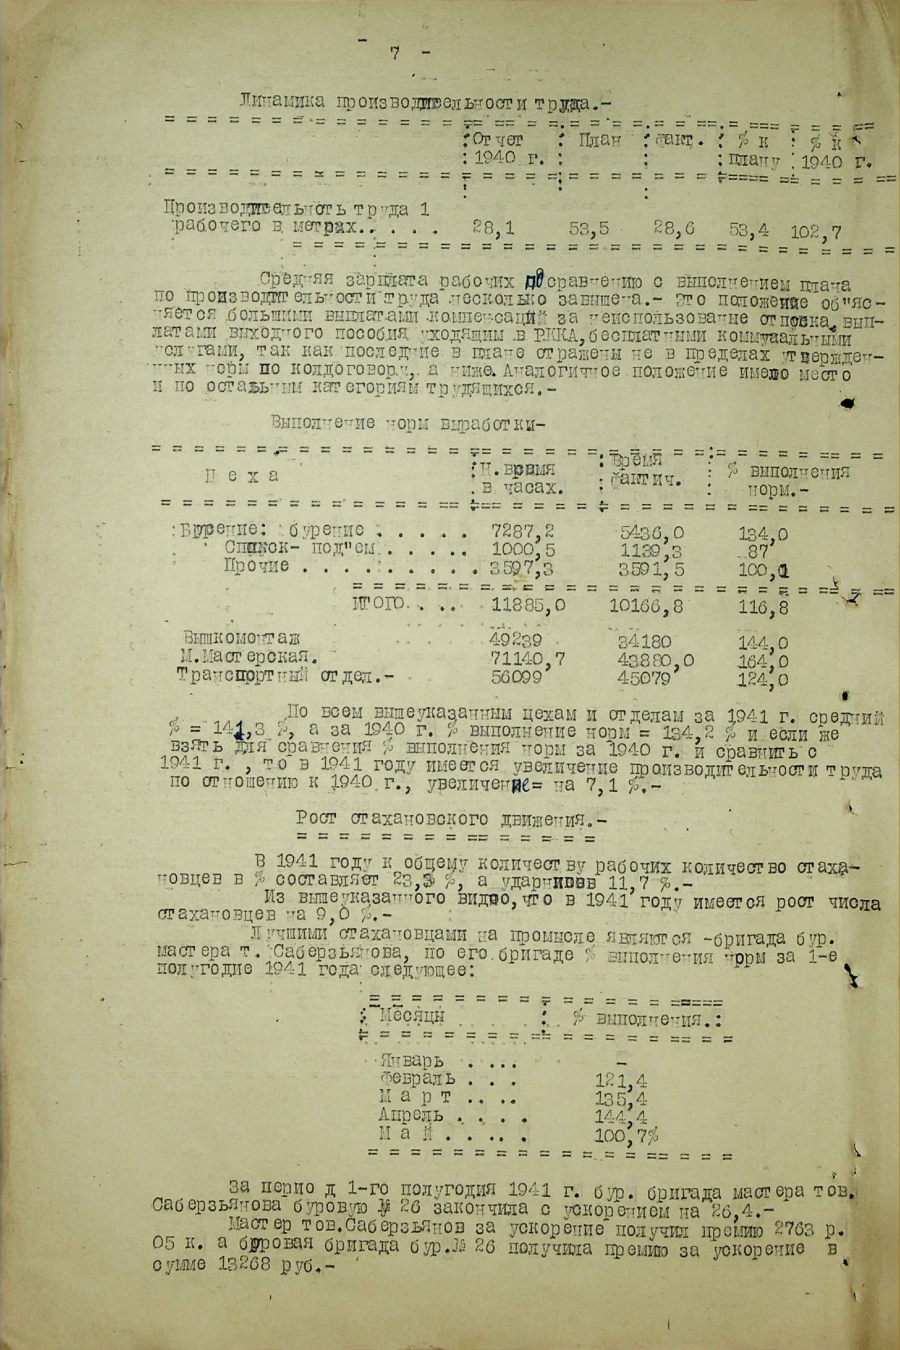 - 7 -
Динамика производительности труда.-
:Отчет : План :факт. : % к : % к
:1940 г. : : : плану :1940 г.
Производительность труда 1
рабочего в метрах..... 28,1 53,5 28,6 53,4 102,7
Средняя зарплата рабочих по сравнению с выполнением плана
по производительности труда несколько завышена.- Это положение об"яс-
няется большими выплатами компенсаций за неиспользование отпуска, вып-
латами выходного пособия уходящим в РККА, бесплатными коммунальными
услугами, так как последние в плане отражены не в пределах утвержден-
ных норм по колдоговору, а ниже. Аналогичное положение имело место
и по остальным категориям трудящихся.-
Выполнение норм выработки-
Ц е х а :Н.время : Время : % выполнения
: в часах. : фактич. : норм.-
Бурение: бурение . . . . . 7287,2 5436,0 134,0
Спуск- под"ем. . . . . . 1000,5 1139,3 87
Прочие . . . . . . . . . 3597,3 3591,5 100,1
ИТОГО. . . . 11885,0 10166,8 116,8
Вышкомонтаж 49239 34180 144,0
М.Мастерская. 71140,7 43880,0 164,0
Транспортный отдел.- 56099 45079 124,0
По всем вышеуказанным цехам и отделам за 1941 г. средний
% = 141,3 %, а за 1940 г. % выполнение норм = 134,2 % и если же
взять для сравнения % выполнения норм за 1940 г. и сравнить с
1941 г. , то в 1941 году имеется увеличение производительности труда
по отношению к 1940 г., увеличение= на 7,1 %.-
Рост стахановского движения.-
В 1941 году к общему количеству рабочих количество стаха-
новцев в % составляет 23,3 %, а ударников 11,7 %.-
Из вышеуказанного видно, что в 1941 году имеется рост числа
стахановцев на 9,0 %.-
Лучшими стахановцами на промысле являются -бригада бур.
мастера т. Саберзьянова, по его бригаде % выполнения норм за 1-е
полугодие 1941 года следующее:
: Месяцы : % выполнения.:
Январь . ... -
Февраль . . . 121,4
М а р т .. .. 135,4
Апрель . . . . 144,4
М а й . . .. . 100,7%
За перио д 1-го полугодия 1941 г. бур. бригада мастера тов.
Саберзьянова буровую № 26 закончила с ускорением на 26,4.-
Мастер тов.Саберзьянов за ускорение получил премию 2763 р.
05 к. а буровая бригада бур.№ 26 получила премию за ускорение в
сумме 13268 руб.-